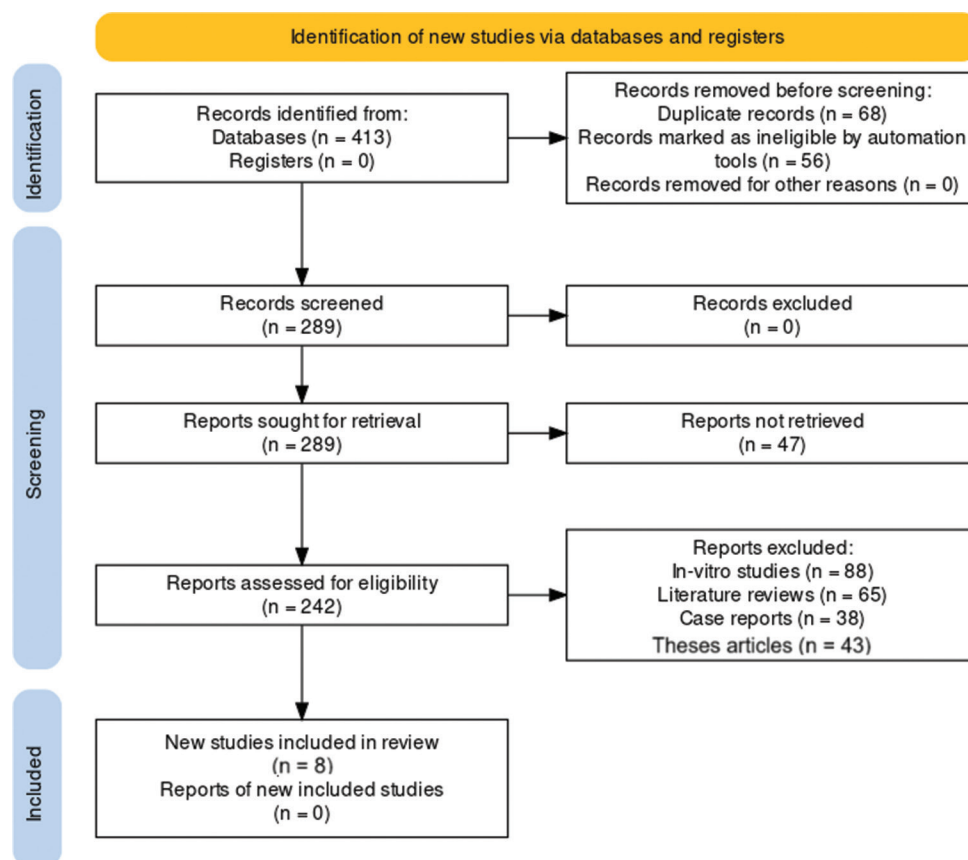 Identification of new studies via databases and registers
Identification
Records identified from:
Databases (n = 413)
Registers (n = 0)
Records removed before screening:
Duplicate records (n = 68)
Records marked as ineligible by automation
tools (n = 56)
Records removed for other reasons (n = 0)
Screening
Records screened
(n = 289)
Records excluded
(n = 0)
Reports sought for retrieval
(n = 289)
Reports not retrieved
(n = 47)
Reports assessed for eligibility
(n = 242)
Reports excluded:
In-vitro studies (n = 88)
Literature reviews (n = 65)
Case reports (n = 38)
Theses articles (n = 43)
Included
New studies included in review
(n = 8)
Reports of new included studies
(n = 0)